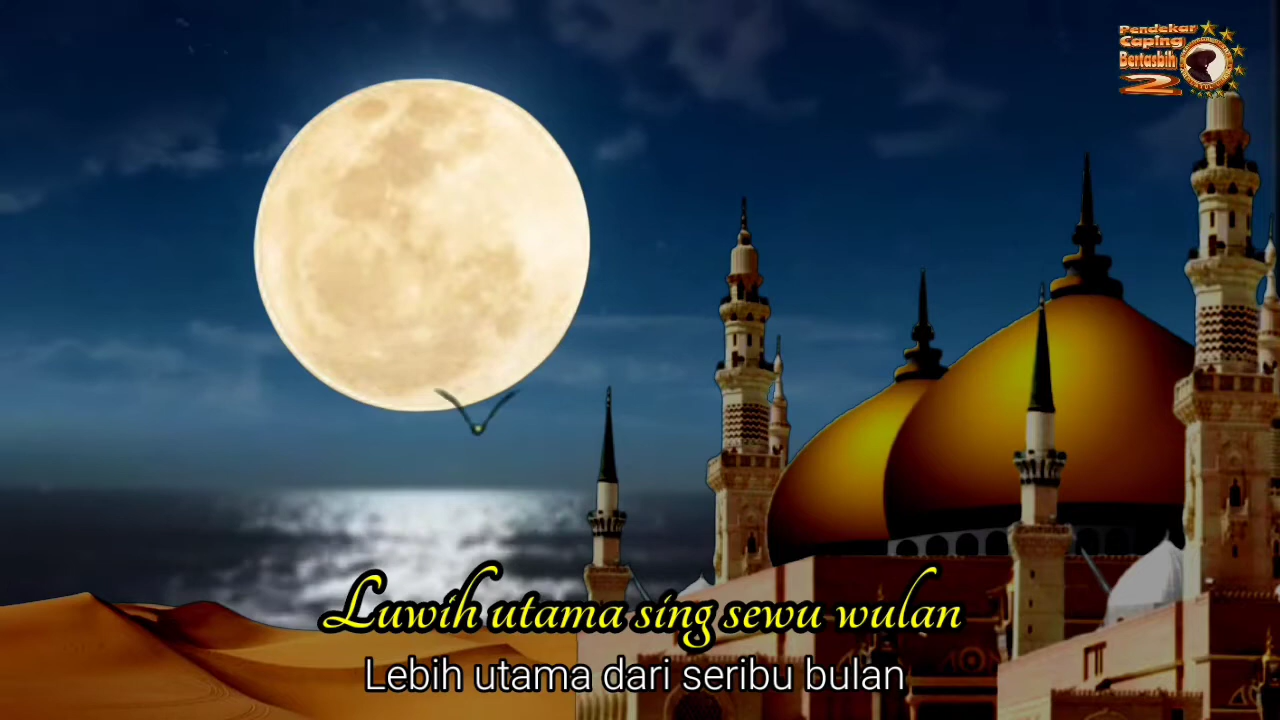 Pendekar
Caping
Bertasbih
2
Luwih utama sing sewu wulan
Lebih utama dari seribu bulan